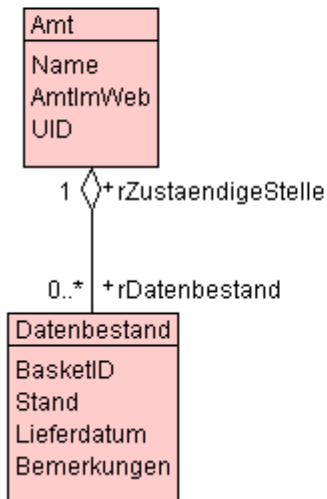 Amt
Name
AmtImWeb
UID
1 +rZustaendigeStelle
0..* +rDatenbestand
Datenbestand
BasketID
Stand
Lieferdatum
Bemerkungen